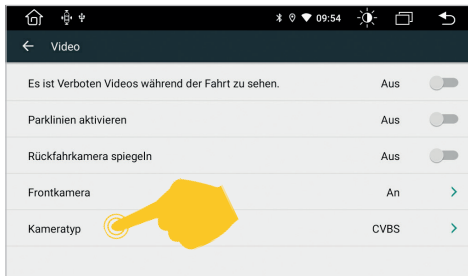 09:54
Video
Es ist Verboten Videos während der Fahrt zu sehen. Aus
Parklinien aktivieren Aus
Rückfahrkamera spiegeln Aus
Frontkamera An
Kameratyp CVBS